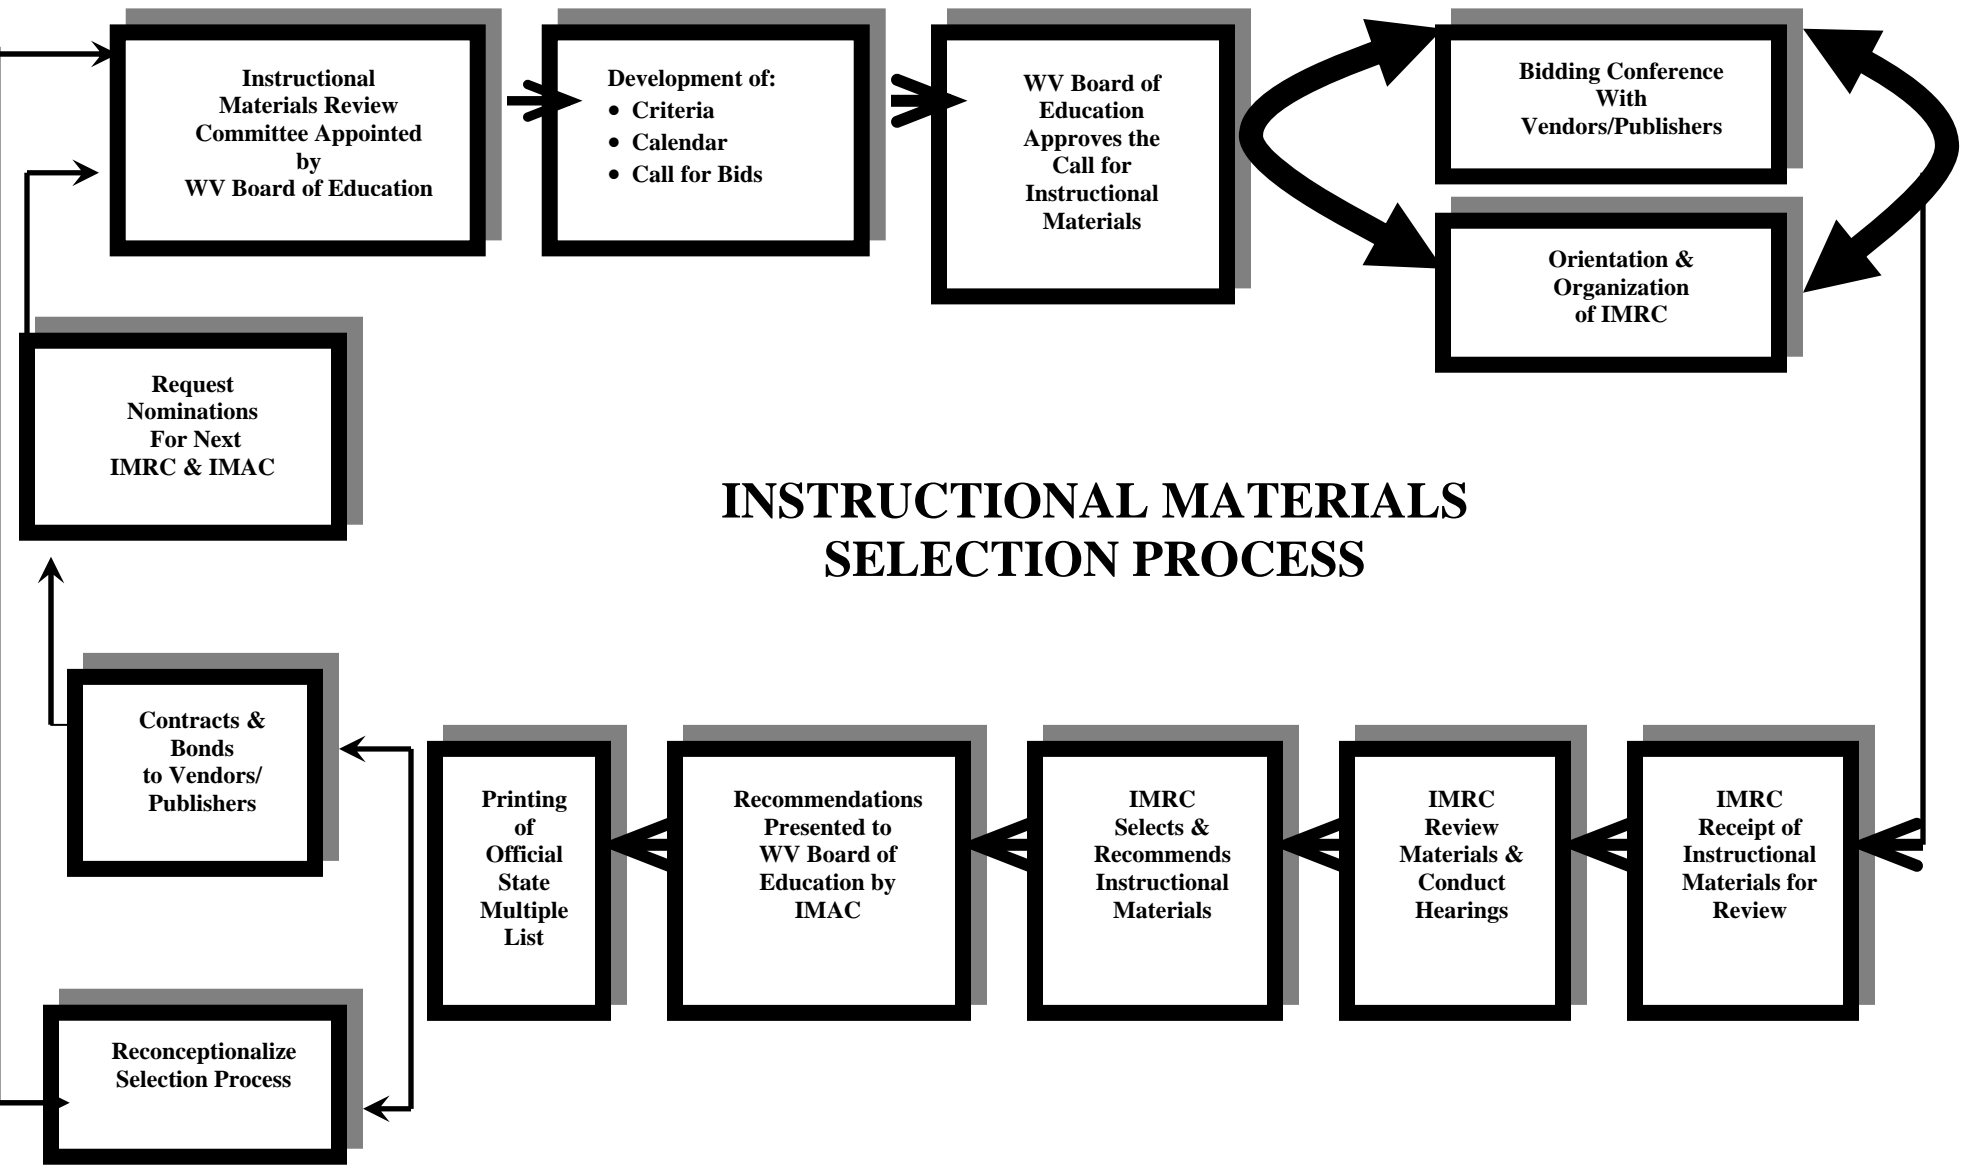 Instructional
Materials Review
Committee Appointed
by
WV Board of Education
Development of:
• Criteria
• Calendar
• Call for Bids
WV Board of
Education
Approves the
Call for
Instructional
Materials
Bidding Conference
With
Vendors/Publishers
Orientation &
Organization
of IMRC
Request
Nominations
For Next
IMRC & IMAC
INSTRUCTIONAL MATERIALS
SELECTION PROCESS
Contracts &
Bonds
to Vendors/
Publishers
Printing
of
Official
State
Multiple
List
Recommendations
Presented to
WV Board of
Education by
IMAC
IMRC
Selects &
Recommends
Instructional
Materials
IMRC
Review
Materials &
Conduct
Hearings
IMRC
Receipt of
Instructional
Materials for
Review
Reconceptionalize
Selection Process